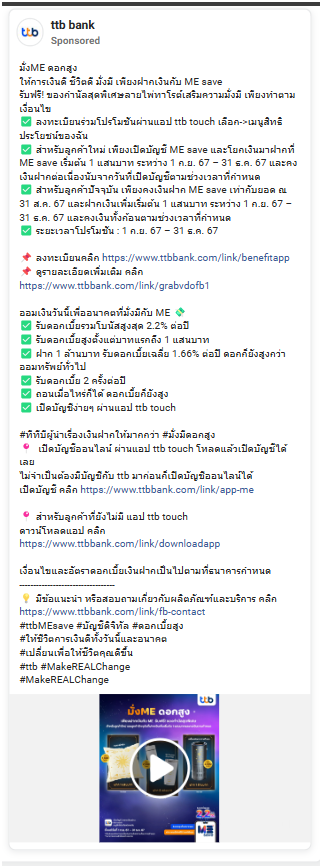 ttb bank
Sponsored
มั่งME ดอกสูง
ให้การเงินดี ชีวิตดี มั่งมี เพียงฝากเงินกับ ME save
รับฟรี! ของกำนัลสุดพิเศษลายไพ่ทาโรต์เสริมความมั่งมี เพียงทำตาม
เงื่อนไข
✅ ลงทะเบียนร่วมโปรโมชันผ่านแอป ttb touch เลือก->เมนูสิทธิ
ประโยชน์ของฉัน
✅ สำหรับลูกค้าใหม่ เพียงเปิดบัญชี ME save และโยกเงินมาฝากที่
ME save เริ่มต้น 1 แสนบาท ระหว่าง 1 ก.ย. 67 – 31 ธ.ค. 67 และคง
เงินฝากต่อเนื่องนับจากวันที่เปิดบัญชีตามช่วงเวลาที่กำหนด
✅ สำหรับลูกค้าปัจจุบัน เพียงคงเงินฝาก ME save เท่ากับยอด ณ
31 ส.ค. 67 และฝากเงินเพิ่มเริ่มต้น 1 แสนบาท ระหว่าง 1 ก.ย. 67 –
31 ธ.ค. 67 และคงเงินทั้งก้อนตามช่วงเวลาที่กำหนด
✅ ระยะเวลาโปรโมชัน : 1 ก.ย. 67 – 31 ธ.ค. 67
📌 ลงทะเบียนคลิก https://www.ttbbank.com/link/benefitapp
📌 ดูรายละเอียดเพิ่มเติม คลิก
https://www.ttbbank.com/link/grabvdofb1
ออมเงินวันนี้เพื่ออนาคตที่มั่งมีกับ ME 💸
✅ รับดอกเบี้ยรวมโบนัสสูงสุด 2.2% ต่อปี
✅ รับดอกเบี้ยสูงตั้งแต่บาทแรกถึง 1 แสนบาท
✅ ฝาก 1 ล้านบาท รับดอกเบี้ยเฉลี่ย 1.66% ต่อปี ดอกก็ยังสูงกว่า
ออมทรัพย์ทั่วไป
✅ รับดอกเบี้ย 2 ครั้งต่อปี
✅ ถอนเมื่อไหร่ก็ได้ ดอกเบี้ยก็ยังสูง
✅ เปิดบัญชีง่ายๆ ผ่านแอป ttb touch
#ทีทีบีผู้นำเรื่องเงินฝากให้มากกว่า #มั่งมีดอกสูง
📍 เปิดบัญชีออนไลน์ ผ่านแอป ttb touch โหลดแล้วเปิดบัญชีได้
เลย
ไม่จำเป็นต้องมีบัญชีกับ ttb มาก่อนก็เปิดบัญชีออนไลน์ได้
เปิดบัญชี คลิก https://www.ttbbank.com/link/app-me
📍 สำหรับลูกค้าที่ยังไม่มี แอป ttb touch
ดาวน์โหลดแอป คลิก
https://www.ttbbank.com/link/downloadapp
เงื่อนไขและอัตราดอกเบี้ยเงินฝากเป็นไปตามที่ธนาคารกำหนด
---------------------------------
💡 มีข้อแนะนำ หรือสอบถามเกี่ยวกับผลิตภัณฑ์และบริการ คลิก
https://www.ttbbank.com/link/fb-contact
#ttbMEsave #บัญชีดิจิทัล #ดอกเบี้ยสูง
#ให้ชีวิตการเงินดีทั้งวันนี้และอนาคต
#เปลี่ยนเพื่อให้ชีวิตคุณดีขึ้น
#ttb #MakeREALChange
#MakeREALChange
ttb
มั่งME ดอกสูง
ME